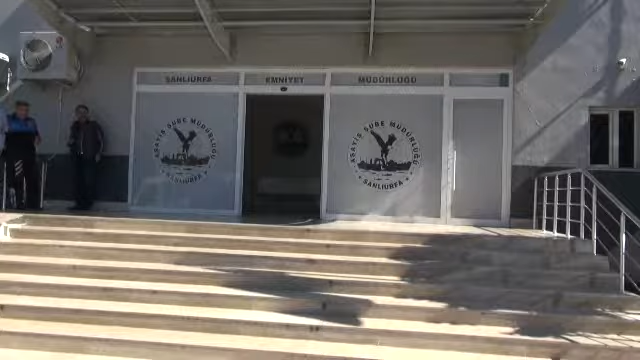 ŞANLIURFA EMNİYET MÜDÜRLÜĞÜ
ASAYİŞ ŞUBE MÜDÜRLÜĞÜ
ŞANLIURFA
ASAYİŞ ŞUBE MÜDÜRLÜĞÜ
ŞANLIURFA